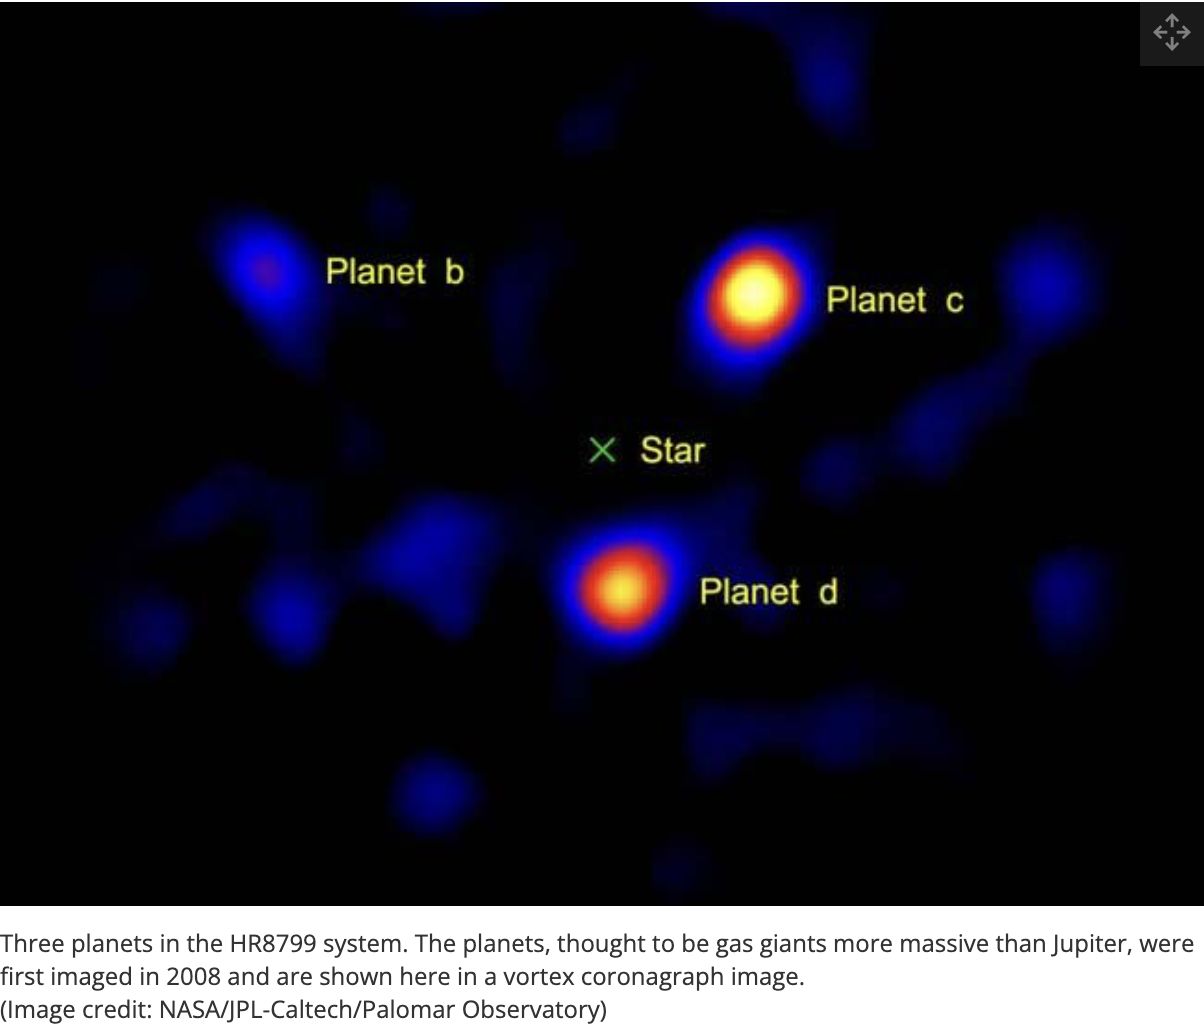 Planet b
Planet c
Star
Planet d
Three planets in the HR8799 system. The planets, thought to be gas giants more massive than Jupiter, were
first imaged in 2008 and are shown here in a vortex coronagraph image.
(Image credit: NASA/JPL-Caltech/Palomar Observatory)